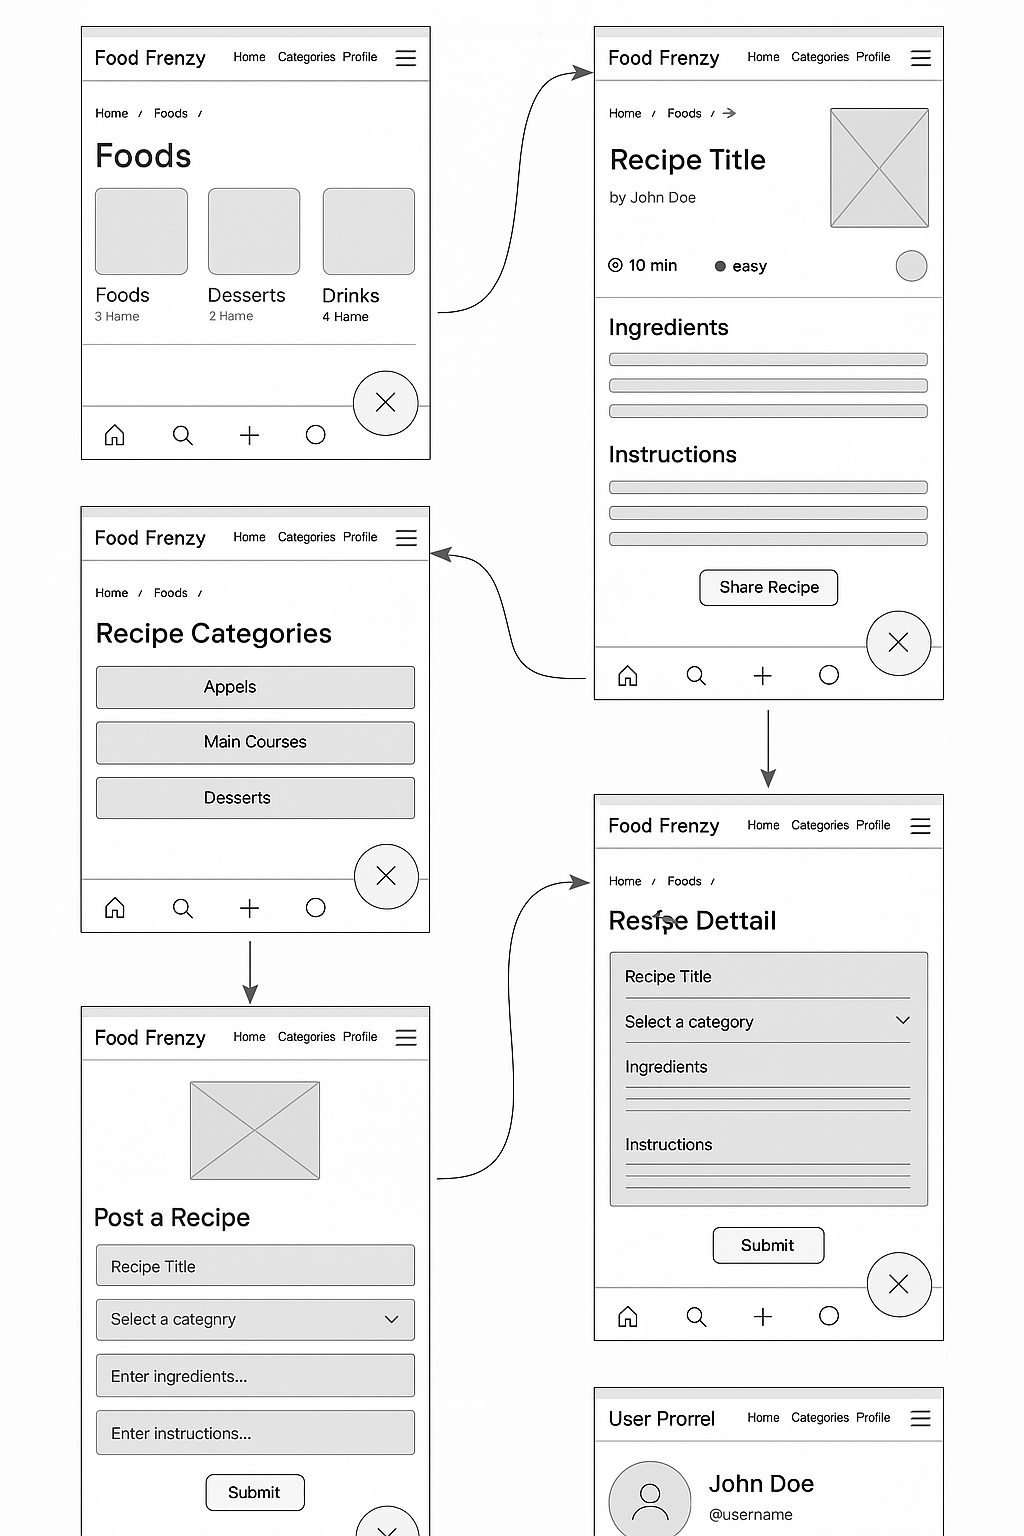 Food Frenzy Home Categories Profile
Home / Foods /
Foods
Foods Desserts Drinks
3 Hame 2 Hame 4 Hame
Food Frenzy Home Categories Profile
Home / Foods /
Recipe Title
by John Doe
10 min easy
Ingredients
Instructions
Share Recipe
Food Frenzy Home Categories Profile
Home / Foods /
Recipe Categories
Appels
Main Courses
Desserts
Food Frenzy Home Categories Profile
Home / Foods /
Dettail
Recipe Title
Select a category
Ingredients
Instructions
Submit
Food Frenzy Home Categories Profile
Post a Recipe
Recipe Title
Select a categnry
Enter ingredients...
Enter instructions...
Submit
User Prorrel Home Categories Profile
John Doe
@username